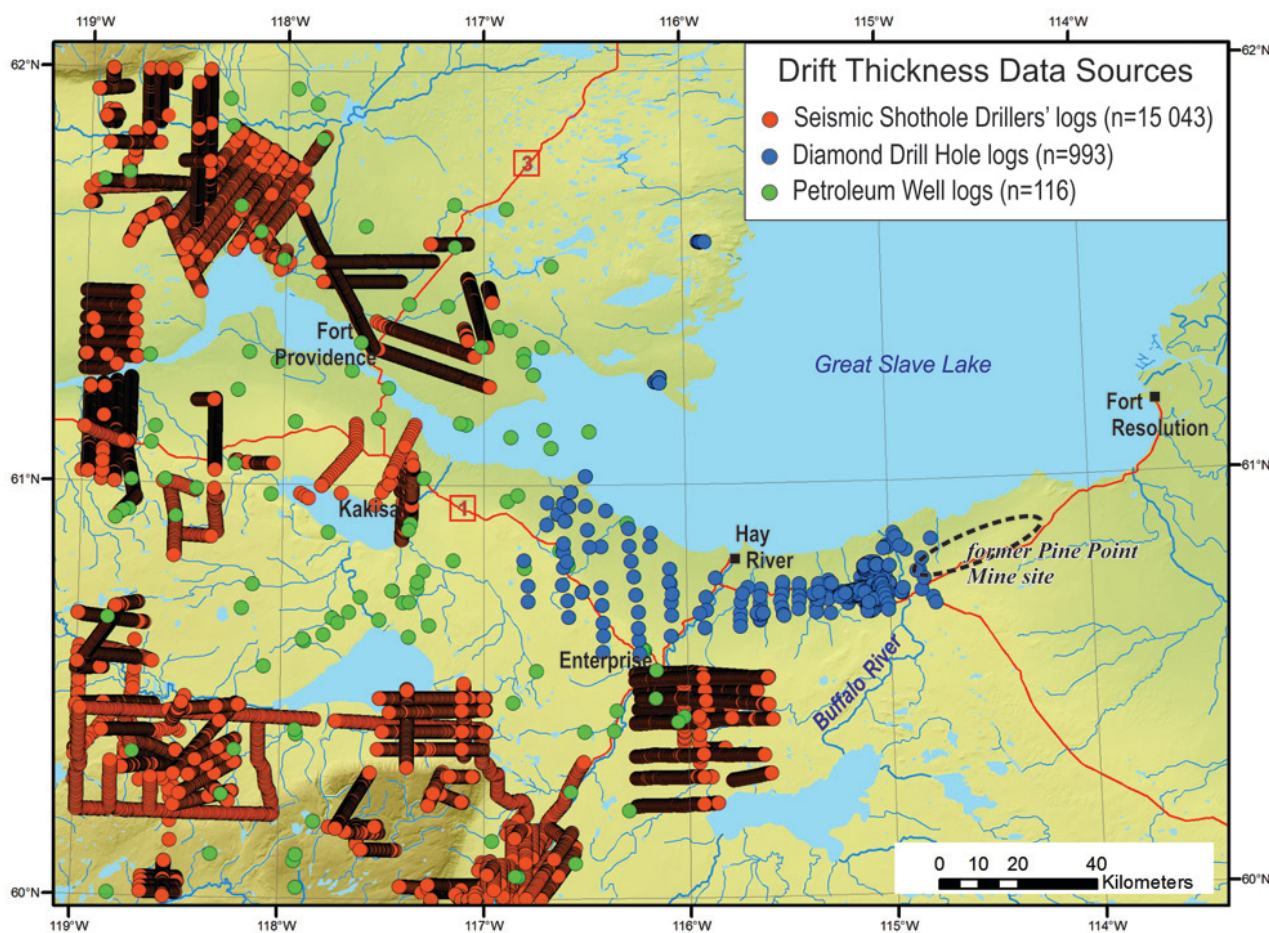 119°W 118°W 117°W 116°W 115°W 114°W
62°N 62°N
Drift Thickness Data Sources
Seismic Shothole Drillers' logs (n=15 043)
Diamond Drill Hole logs (n=993)
Petroleum Well logs (n=116)
3
Fort
Providence
Great Slave Lake
Fort
Resolution
61°N 61°N
Kakisa
1
Hay
River
former Pine Point
Mine site
Enterprise
Buffalo River
0 10 20 40
Kilometers
60°N 60°N
119°W 118°W 117°W 116°W 115°W 114°W